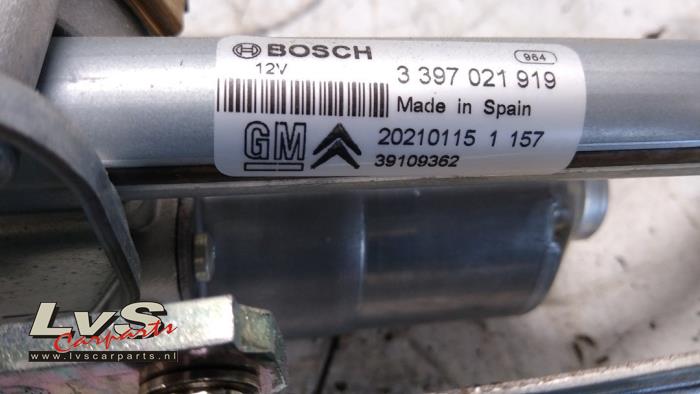 BOSCH
984
12V
3 397 021 919
Made in Spain
GM
20210115 1 157
39109362
LvS
Carparts
www.lvscarparts.nl